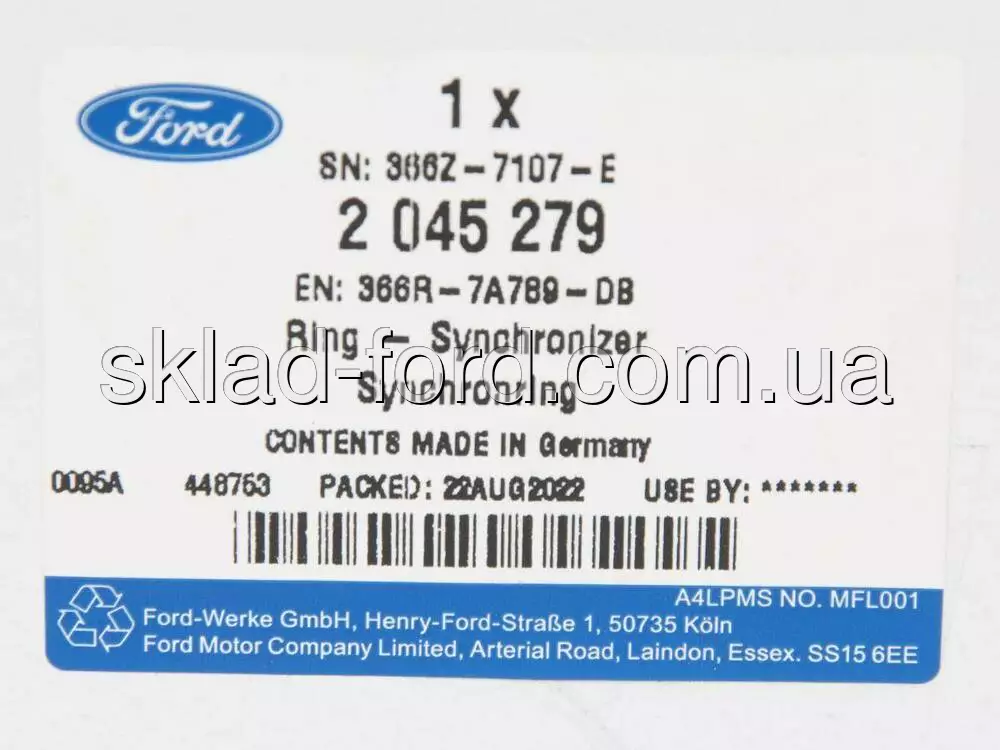 Ford
1 x
SN: 366Z-7107-E
2 045 279
EN: 366R-7A789-DB
Ring - Synchronizer
sklad-ford.com.ua
Synchronring
CONTENTS MADE IN Germany
0095A 448763 PACKED: 22AUG2022 USE BY: *******
A4LPMS NO. MFL001
Ford-Werke GmbH, Henry-Ford-Straße 1, 50735 Köln
Ford Motor Company Limited, Arterial Road, Laindon, Essex. SS15 6EE